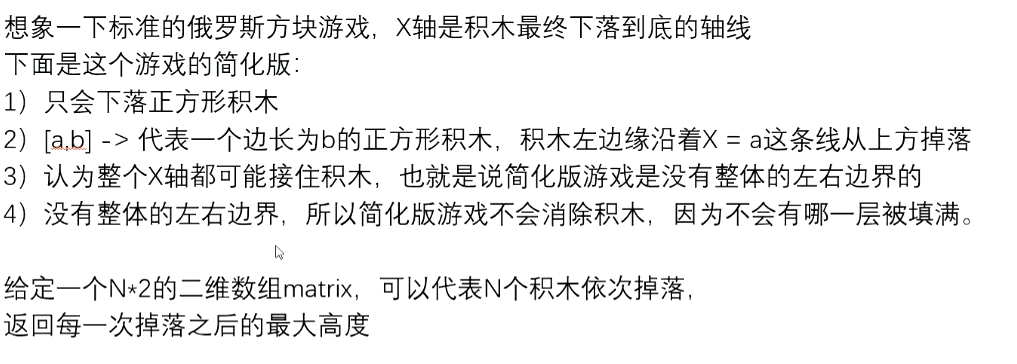 想象一下标准的俄罗斯方块游戏，X轴是积木最终下落到底的轴线
下面是这个游戏的简化版：
1）只会下落正方形积木
2）[a,b] -> 代表一个边长为b的正方形积木，积木左边缘沿着X = a这条线从上方掉落
3）认为整个X轴都可能接住积木，也就是说简化版游戏是没有整体的左右边界的
4）没有整体的左右边界，所以简化版游戏不会消除积木，因为不会有哪一层被填满。
给定一个N*2的二维数组matrix，可以代表N个积木依次掉落，
返回每一次掉落之后的最大高度